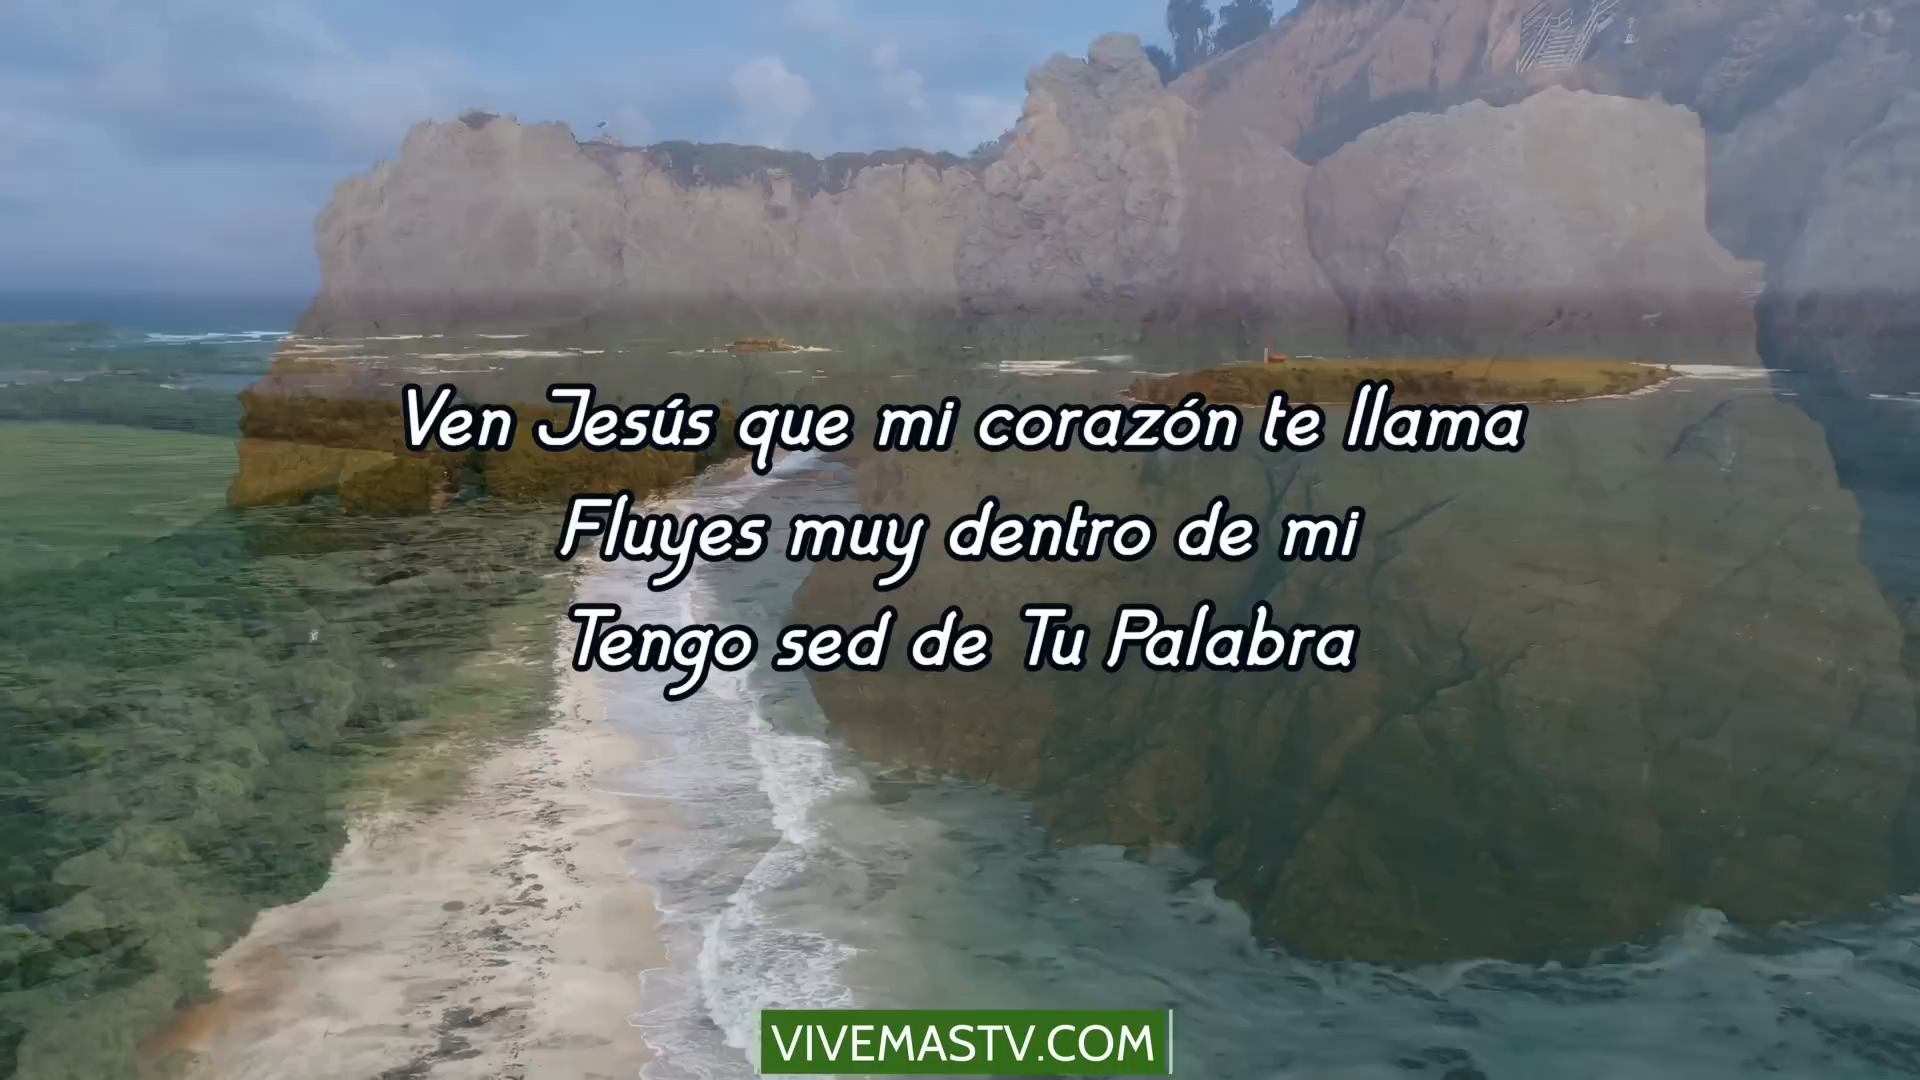 Ven Jesús que mi corazón te llama
Fluyes muy dentro de mi
Tengo sed de Tu Palabra
VIVEMASTV.COM